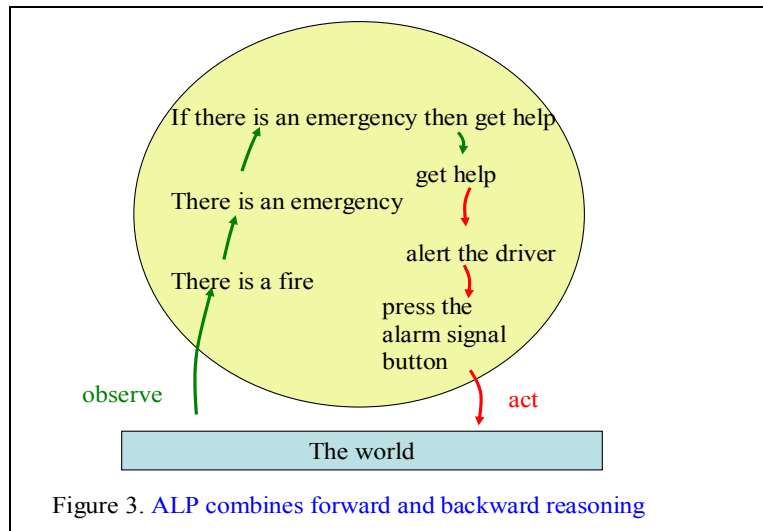 If there is an emergency then get help
get help
There is an emergency
alert the driver
There is a fire
press the
alarm signal
button
observe
act
The world
Figure 3. ALP combines forward and backward reasoning